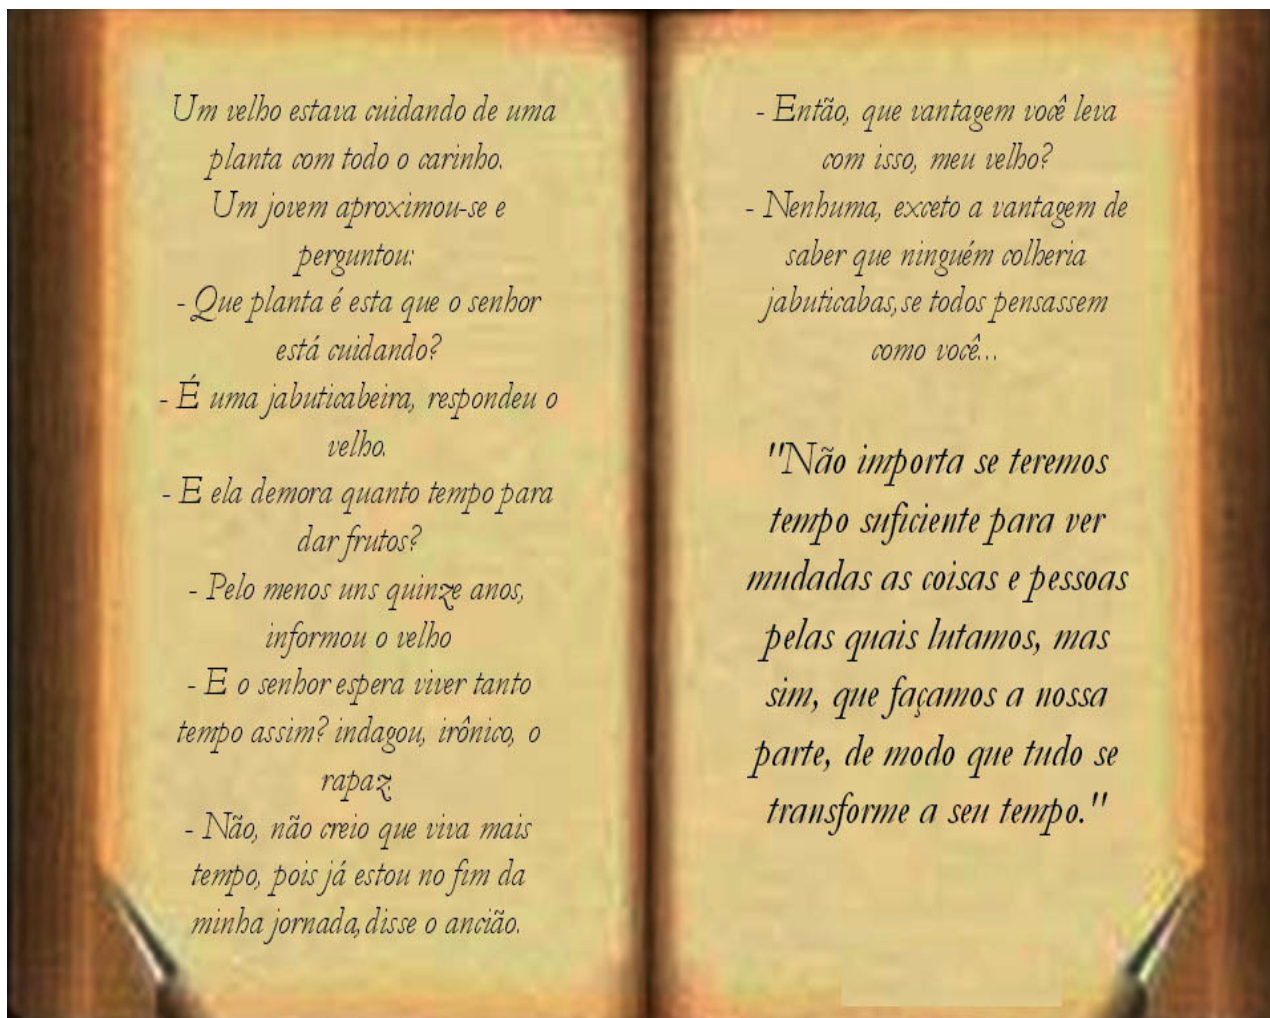 Um velho estava cuidando de uma
planta com todo o carinho.
Um jovem aproximou-se e
perguntou:
- Que planta é esta que o senhor
está cuidando?
- É uma jabuticabeira, respondeu o
velho.
- E ela demora quanto tempo para
dar frutos?
- Pelo menos uns quinze anos,
informou o velho
- E o senhor espera viver tanto
tempo assim? indagou, irônico, o
rapaz.
- Não, não creio que viva mais
tempo, pois já estou no fim da
minha jornada,disse o ancião.
- Então, que vantagem você leva
com isso, meu velho?
- Nenhuma, exceto a vantagem de
saber que ninguém colheria
jabuticabas,se todos pensassem
como você...
"Não importa se teremos
tempo suficiente para ver
mudadas as coisas e pessoas
pelas quais lutamos, mas
sim, que façamos a nossa
parte, de modo que tudo se
transforme a seu tempo."